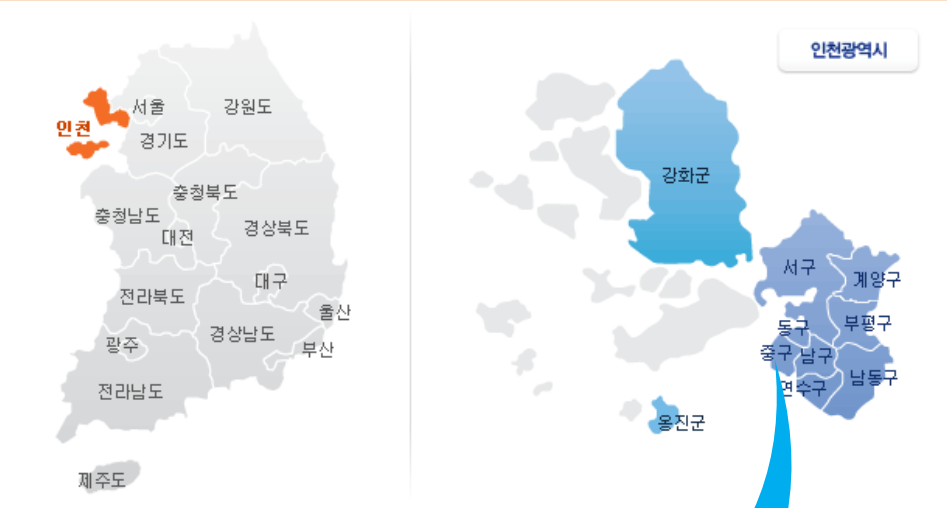 서울
강원도
인천
경기도
충청북도
충청남도
경상북도
대전
대구
전라북도
울산
경상남도
광주
부산
전라남도
제주도
인천광역시
강화군
서구
계양구
동구
부평구
중구
남구
남동구
연수구
옹진군